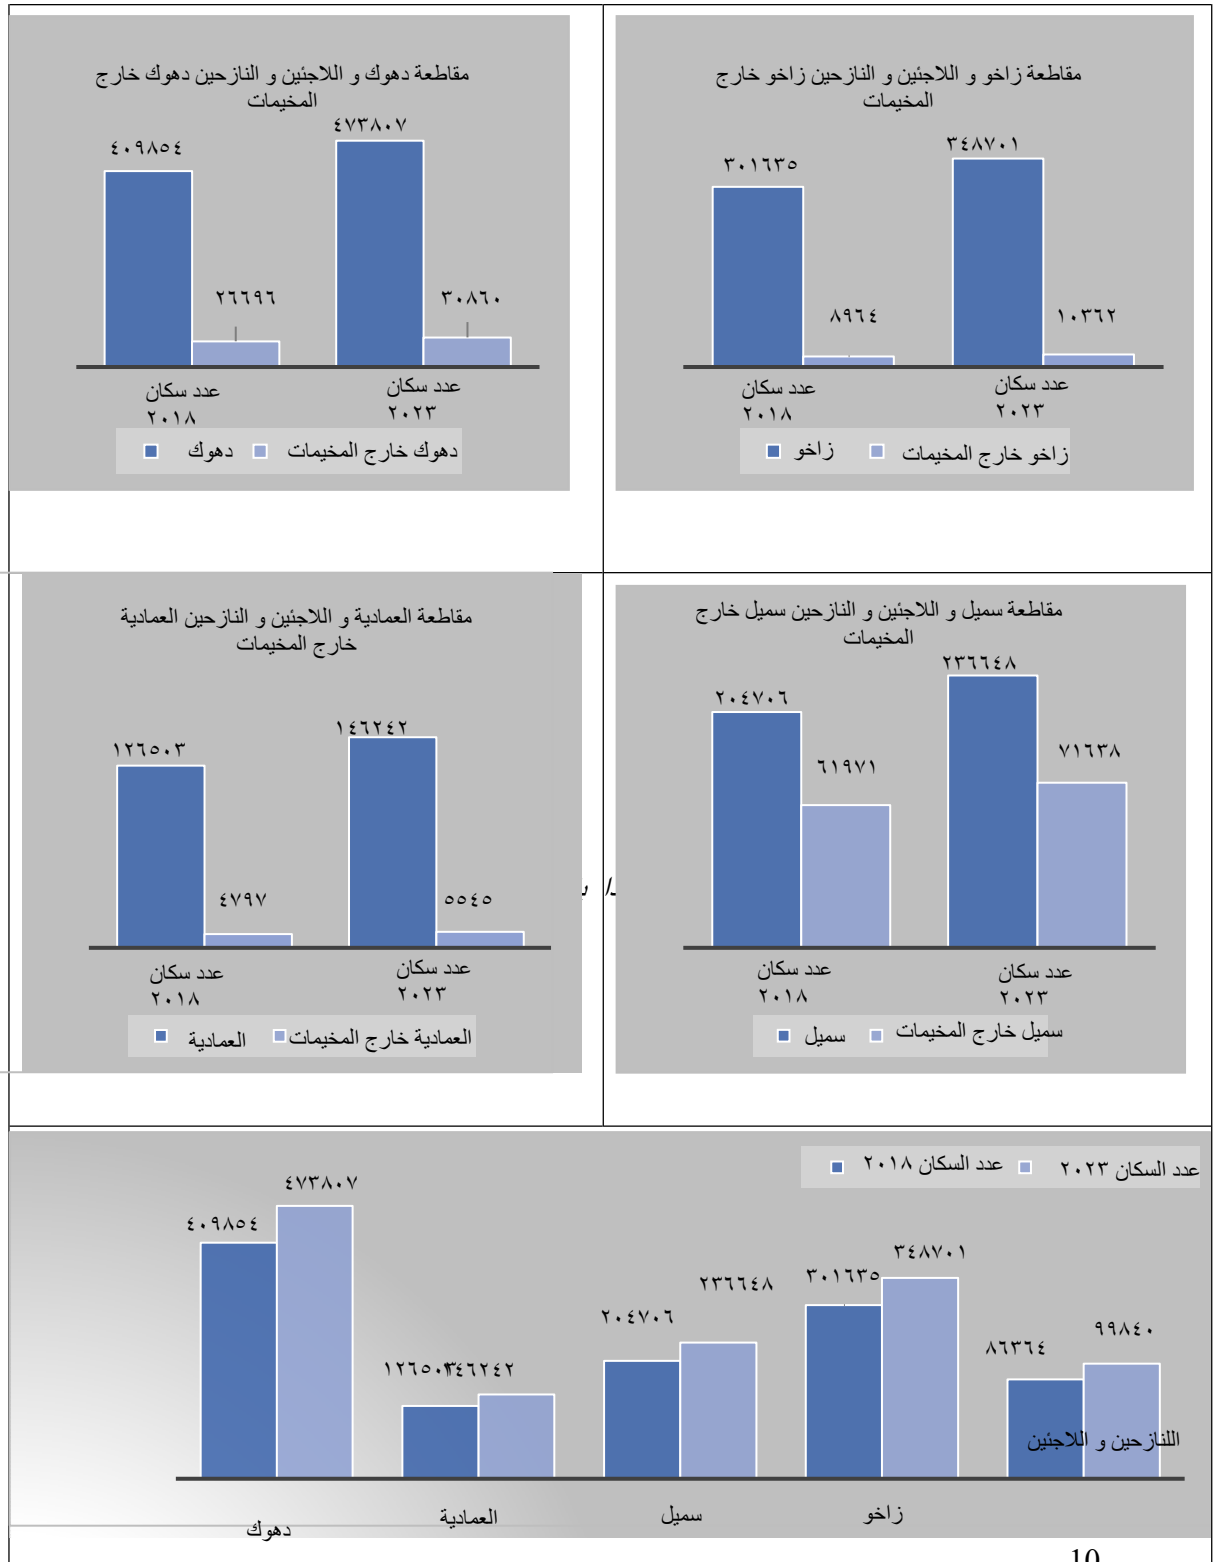 مقاطعة زاخو و اللاجئين و النازحين زاخو خارج
المخيمات
٣٤٨٧٠١
٣٠١٦٣٥
١٠٣٦٢
٨٩٦٤
عدد سكان
٢٠١٨
عدد سكان
٢٠٢٣
زاخو
زاخو خارج المخيمات
مقاطعة دهوك و اللاجئين و النازحين دهوك خارج
المخيمات
٤٧٣٨٠٧
٤٠٩٨٥٤
٣٠٨٦٠
٢٦٦٩٦
عدد سكان
٢٠١٨
عدد سكان
٢٠٢٣
دهوك
دهوك خارج المخيمات
مقاطعة سميل و اللاجئين و النازحين سميل خارج
المخيمات
٢٣٦٦٤٨
٢٠٤٧٠٦
٧١٦٣٨
٦١٩٧١
عدد سكان
٢٠١٨
عدد سكان
٢٠٢٣
سميل
سميل خارج المخيمات
مقاطعة العمادية و اللاجئين و النازحين العمادية
خارج المخيمات
١٤٦٢٤٢
١٢٦٥٠٣
٥٥٤٥
٤٧٩٧
عدد سكان
٢٠١٨
عدد سكان
٢٠٢٣
العمادية
العمادية خارج المخيمات
عدد السكان ٢٠١٨
عدد السكان ٢٠٢٣
٤٧٣٨٠٧
٤٠٩٨٥٤
٣٤٨٧٠١
٣٠١٦٣٥
٢٣٦٦٤٨
٢٠٤٧٠٦
٩٩٨٤٠
٨٦٣٦٤
١٢٦٥٠٣
١٤٦٢٤٢
اللنازحين و اللاجئين
زاخو
سميل
العمادية
دهوك
10